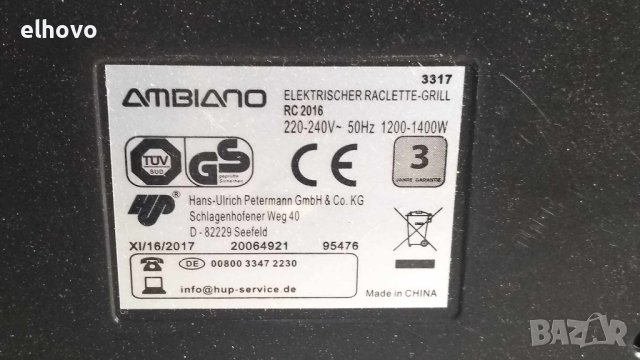 elhovo
3317
AMBIANO
ELEKTRISCHER RACLETTE-GRILL
RC 2016
220-240V~ 50Hz 1200-1400W
TÜV
SÜD
GS
geprüfte
Sicherheit
CE
3
JAHRE GARANTIE
HUP®
Hans-Ulrich Petermann GmbH & Co. KG
Schlagenhofener Weg 40
D - 82229 Seefeld
XI/16/2017 20064921 95476
DE 00800 3347 2230
info@hup-service.de
Made in CHINA
BAZAR